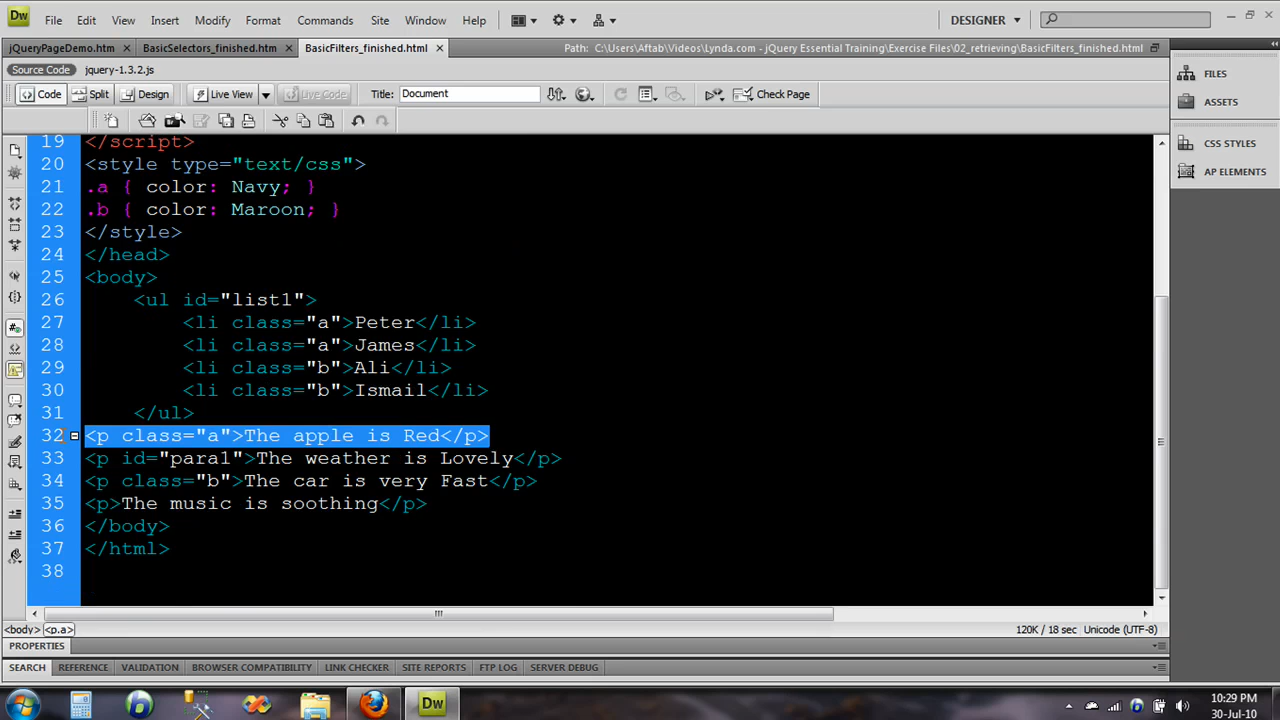 Dw File Edit View Insert Modify Format Commands Site Window Help DESIGNER
jQueryPageDemo.htm BasicSelectors_finished.html BasicFilters_finished.html Path: C:\Users\Aftab\Videos\Lynda.com - jQuery Essential Training\Exercise Files\02_retrieving\BasicFilters_finished.html
Source Code jquery-1.3.2.js
Code Split Design Live View Live Code Title: Document Check Page
FILES
ASSETS
CSS STYLES
AP ELEMENTS
19 </script>
20 <style type="text/css">
21 .a { color: Navy; }
22 .b { color: Maroon; }
23 </style>
24 </head>
25 <body>
26 <ul id="list1">
27 <li class="a">Peter</li>
28 <li class="a">James</li>
29 <li class="b">Ali</li>
30 <li class="b">Ismail</li>
31 </ul>
32 <p class="a">The apple is Red</p>
33 <p id="para1">The weather is Lovely</p>
34 <p class="b">The car is very Fast</p>
35 <p>The music is soothing</p>
36 </body>
37 </html>
38
<body> <p.a> 120K / 18 sec Unicode (UTF-8)
PROPERTIES
SEARCH REFERENCE VALIDATION BROWSER COMPATIBILITY LINK CHECKER SITE REPORTS FTP LOG SERVER DEBUG
Dw 10:29 PM
30-Jul-10